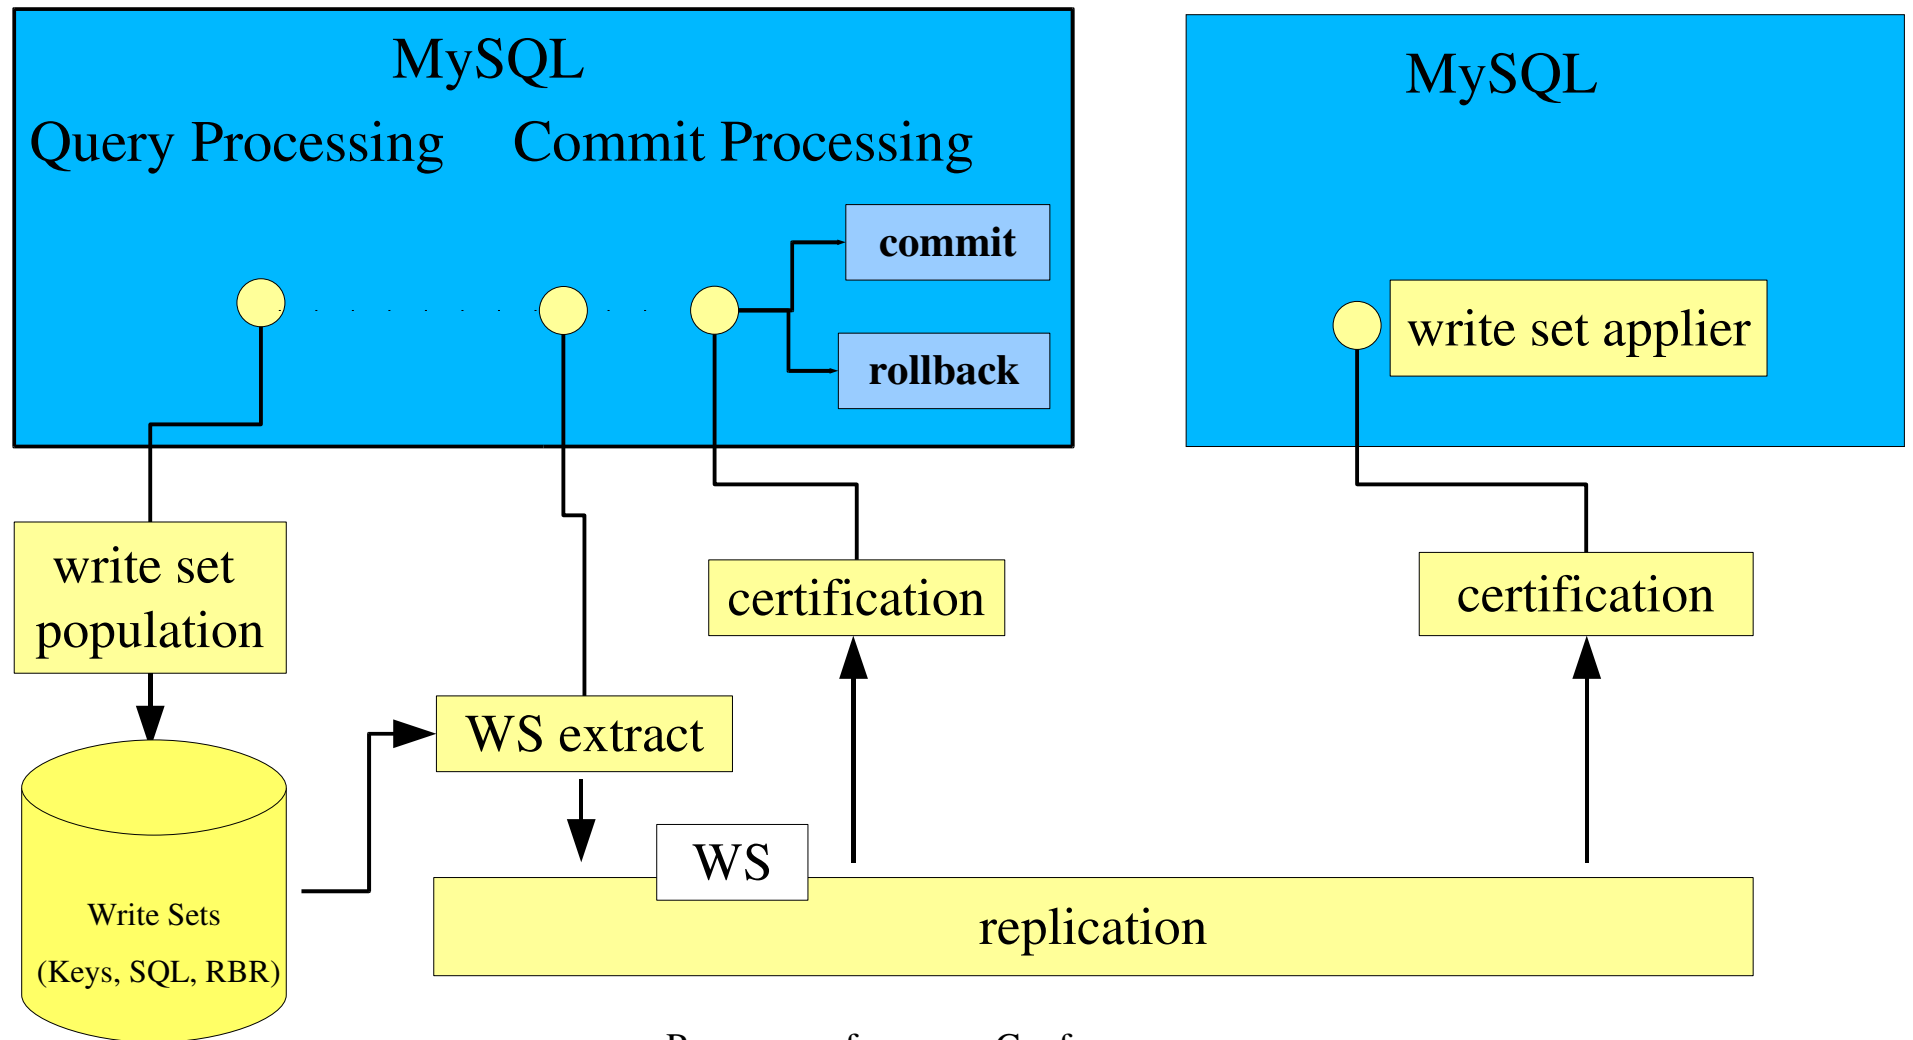 MySQL
Query Processing
Commit Processing
commit
rollback
MySQL
write set applier
write set
population
certification
certification
WS extract
WS
replication
Write Sets
(Keys, SQL, RBR)